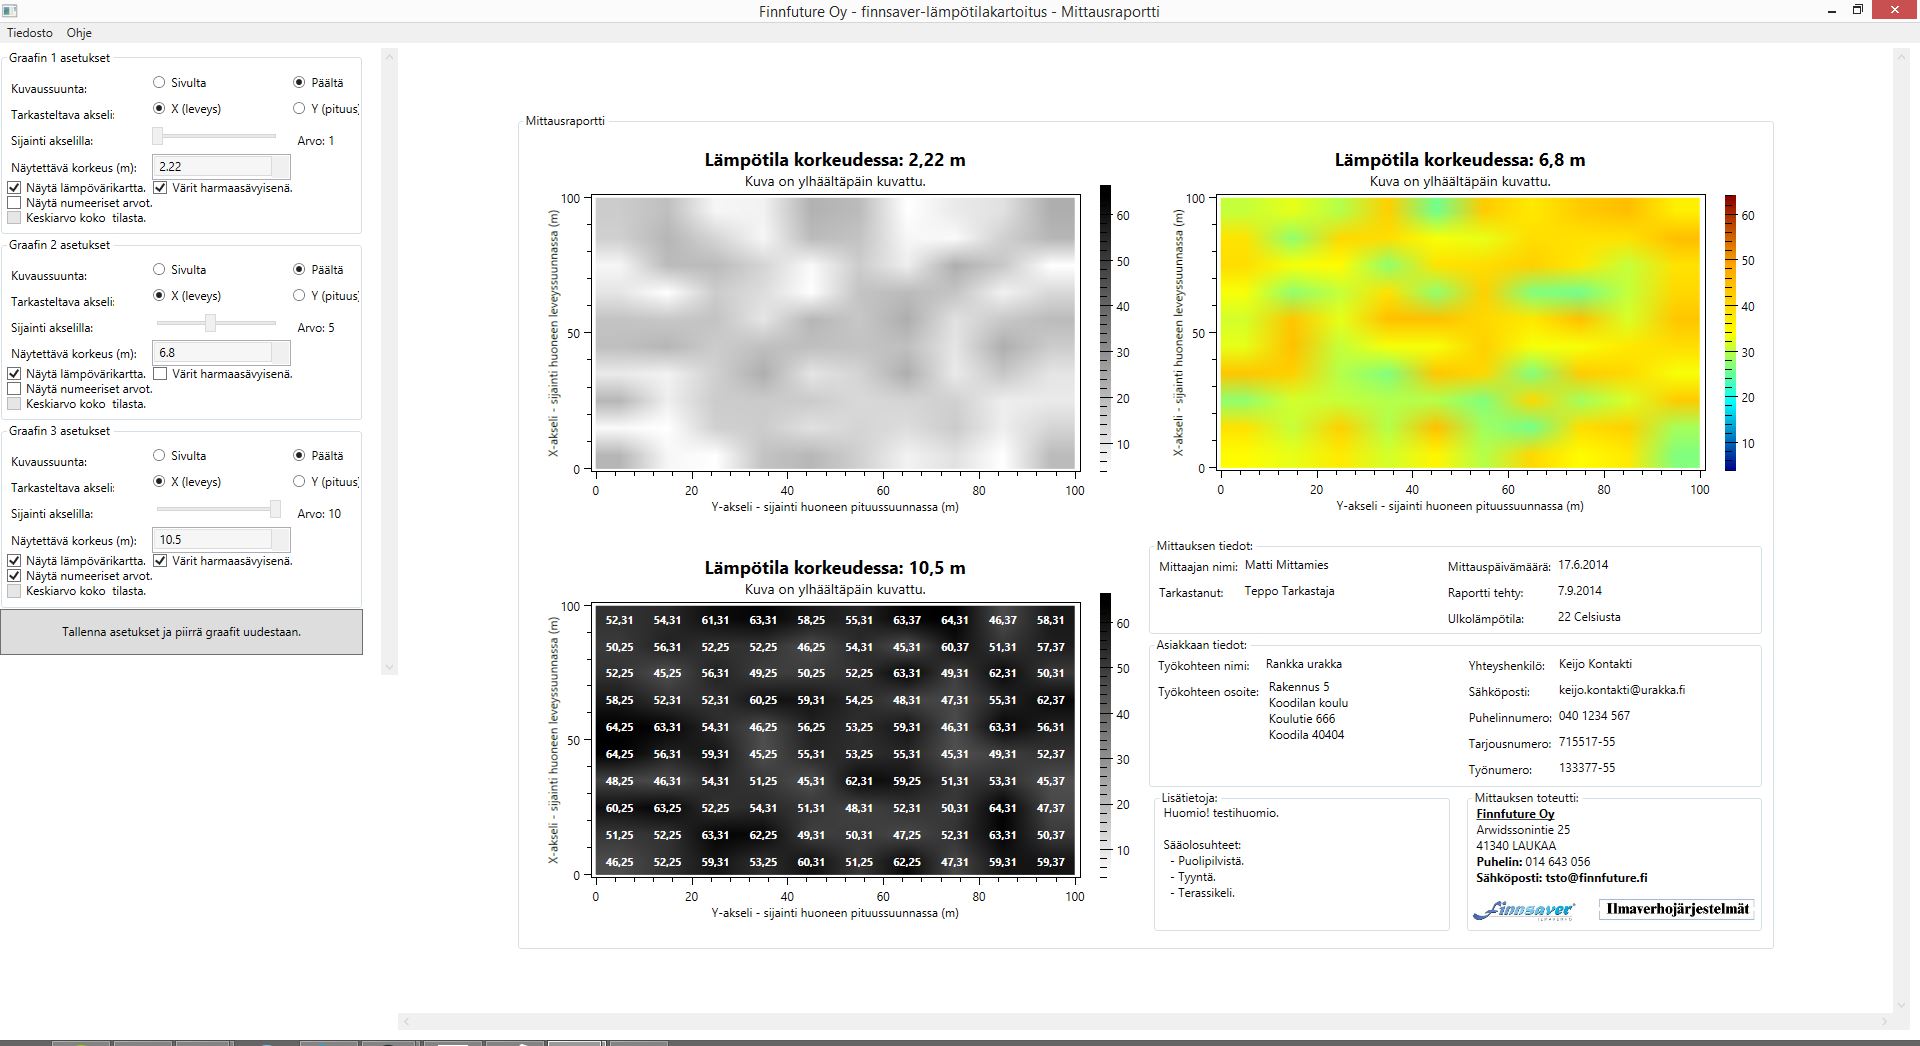 Finnfuture Oy - finnsaver-lämpötilakartoitus - Mittausraportti
Tiedosto Ohje
Graafin 1 asetukset
Kuvaussuunta: Sivulta Päältä
Tarkasteltava akseli: X (leveys) Y (pituus
Sijainti akselilla: Arvo: 1
Näytettävä korkeus (m): 2.22
Näytä lämpövärikartta. Värit harmaasävyisenä.
Näytä numeeriset arvot.
Keskiarvo koko tilasta.
Graafin 2 asetukset
Kuvaussuunta: Sivulta Päältä
Tarkasteltava akseli: X (leveys) Y (pituus
Sijainti akselilla: Arvo: 5
Näytettävä korkeus (m): 6.8
Näytä lämpövärikartta. Värit harmaasävyisenä.
Näytä numeeriset arvot.
Keskiarvo koko tilasta.
Graafin 3 asetukset
Kuvaussuunta: Sivulta Päältä
Tarkasteltava akseli: X (leveys) Y (pituus
Sijainti akselilla: Arvo: 10
Näytettävä korkeus (m): 10.5
Näytä lämpövärikartta. Värit harmaasävyisenä.
Näytä numeeriset arvot.
Keskiarvo koko tilasta.
Tallenna asetukset ja piirrä graafit uudestaan.
Mittausraportti
Lämpötila korkeudessa: 2,22 m
Kuva on ylhäältäpäin kuvattu.
X-akseli - sijainti huoneen leveyssuunnassa (m)
100
50
0
0 20 40 60 80 100
Y-akseli - sijainti huoneen pituussuunnassa (m)
60
50
40
30
20
10
Lämpötila korkeudessa: 6,8 m
Kuva on ylhäältäpäin kuvattu.
X-akseli - sijainti huoneen leveyssuunnassa (m)
100
50
0
0 20 40 60 80 100
Y-akseli - sijainti huoneen pituussuunnassa (m)
60
50
40
30
20
10
Lämpötila korkeudessa: 10,5 m
Kuva on ylhäältäpäin kuvattu.
X-akseli - sijainti huoneen leveyssuunnassa (m)
100
50
0
52,31 54,31 61,31 63,31 58,25 55,31 63,37 64,31 46,37 58,31
50,25 56,31 52,25 52,25 46,25 54,31 45,31 60,37 51,31 57,37
52,25 45,25 56,31 49,25 50,25 52,25 63,31 49,31 62,31 50,31
58,25 52,31 52,31 60,25 59,31 54,25 48,31 47,31 55,31 62,37
64,25 63,31 54,31 46,25 56,25 53,25 59,31 46,31 63,31 56,31
64,25 56,31 59,31 45,25 55,31 53,25 55,31 45,31 49,31 52,37
48,25 46,31 54,31 51,25 45,31 62,31 59,25 51,31 53,31 45,37
60,25 63,25 52,25 54,31 51,31 48,31 52,31 50,31 64,31 47,37
51,25 52,25 63,31 62,25 49,31 50,31 47,25 52,31 63,31 50,37
46,25 52,25 59,31 53,25 60,31 51,25 62,25 47,31 59,31 59,37
0 20 40 60 80 100
Y-akseli - sijainti huoneen pituussuunnassa (m)
60
50
40
30
20
10
Mittauksen tiedot:
Mittaajan nimi: Matti Mittamies Mittauspäivämäärä: 17.6.2014
Tarkastanut: Teppo Tarkastaja Raportti tehty: 7.9.2014
Ulkolämpötila: 22 Celsiusta
Asiakkaan tiedot:
Työkohteen nimi: Rankka urakka
Työkohteen osoite: Rakennus 5
Koodilan koulu
Koulutie 666
Koodila 40404
Yhteyshenkilö: Keijo Kontakti
Sähköposti: keijo.kontakti@urakka.fi
Puhelinnumero: 040 1234 567
Tarjousnumero: 715517-55
Työnumero: 133377-55
Lisätietoja:
Huomio! testihuomio.
Sääolosuhteet:
- Puolipilvistä.
- Tyyntä.
- Terassikeli.
Mittauksen toteutti:
Finnfuture Oy
Arwidssonintie 25
41340 LAUKAA
Puhelin: 014 643 056
Sähköposti: tsto@finnfuture.fi
finnsaver
ILMAVERHO
Ilmaverhojärjestelmät